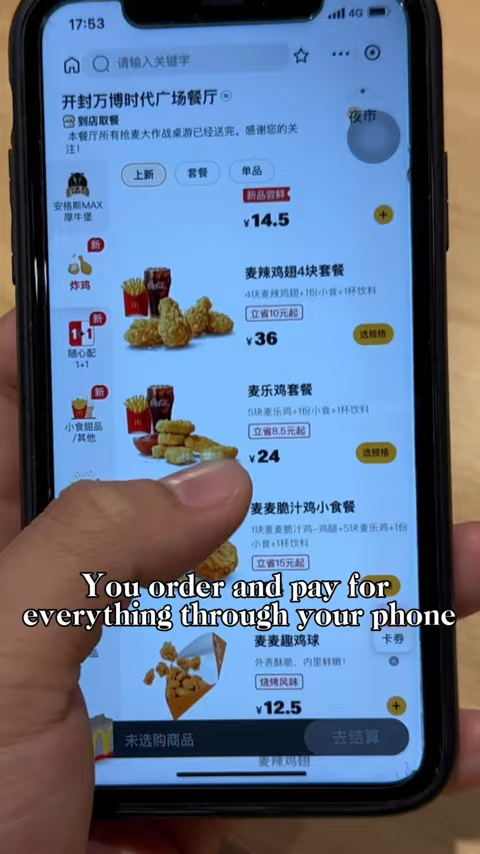 17:53
4G
请输入关键字
开封万博时代广场餐厅
到店取餐
本餐厅所有抢麦大作战桌游已经送完。感谢您的关
注！
夜市
上新
套餐
单品
安格斯MAX
厚牛堡
新
炸鸡
新
1+1
随心配
1+1
新
小食甜品
/其他
新品尝鲜
¥14.5
麦辣鸡翅4块套餐
4块麦辣鸡翅+1份小食+1杯饮料
立省10元起
¥36
选规格
麦乐鸡套餐
5块麦乐鸡+1份小食+1杯饮料
立省8.5元起
¥24
选规格
麦麦脆汁鸡小食餐
1块麦麦脆汁鸡-鸡腿+5块麦乐鸡+1份
小食+1杯饮料
立省15元起
You order and pay for
everything through your phone
卡券
麦麦趣鸡球
外表酥脆，内里鲜嫩！
烧烤风味
¥12.5
未选购商品
去结算
麦辣鸡翅